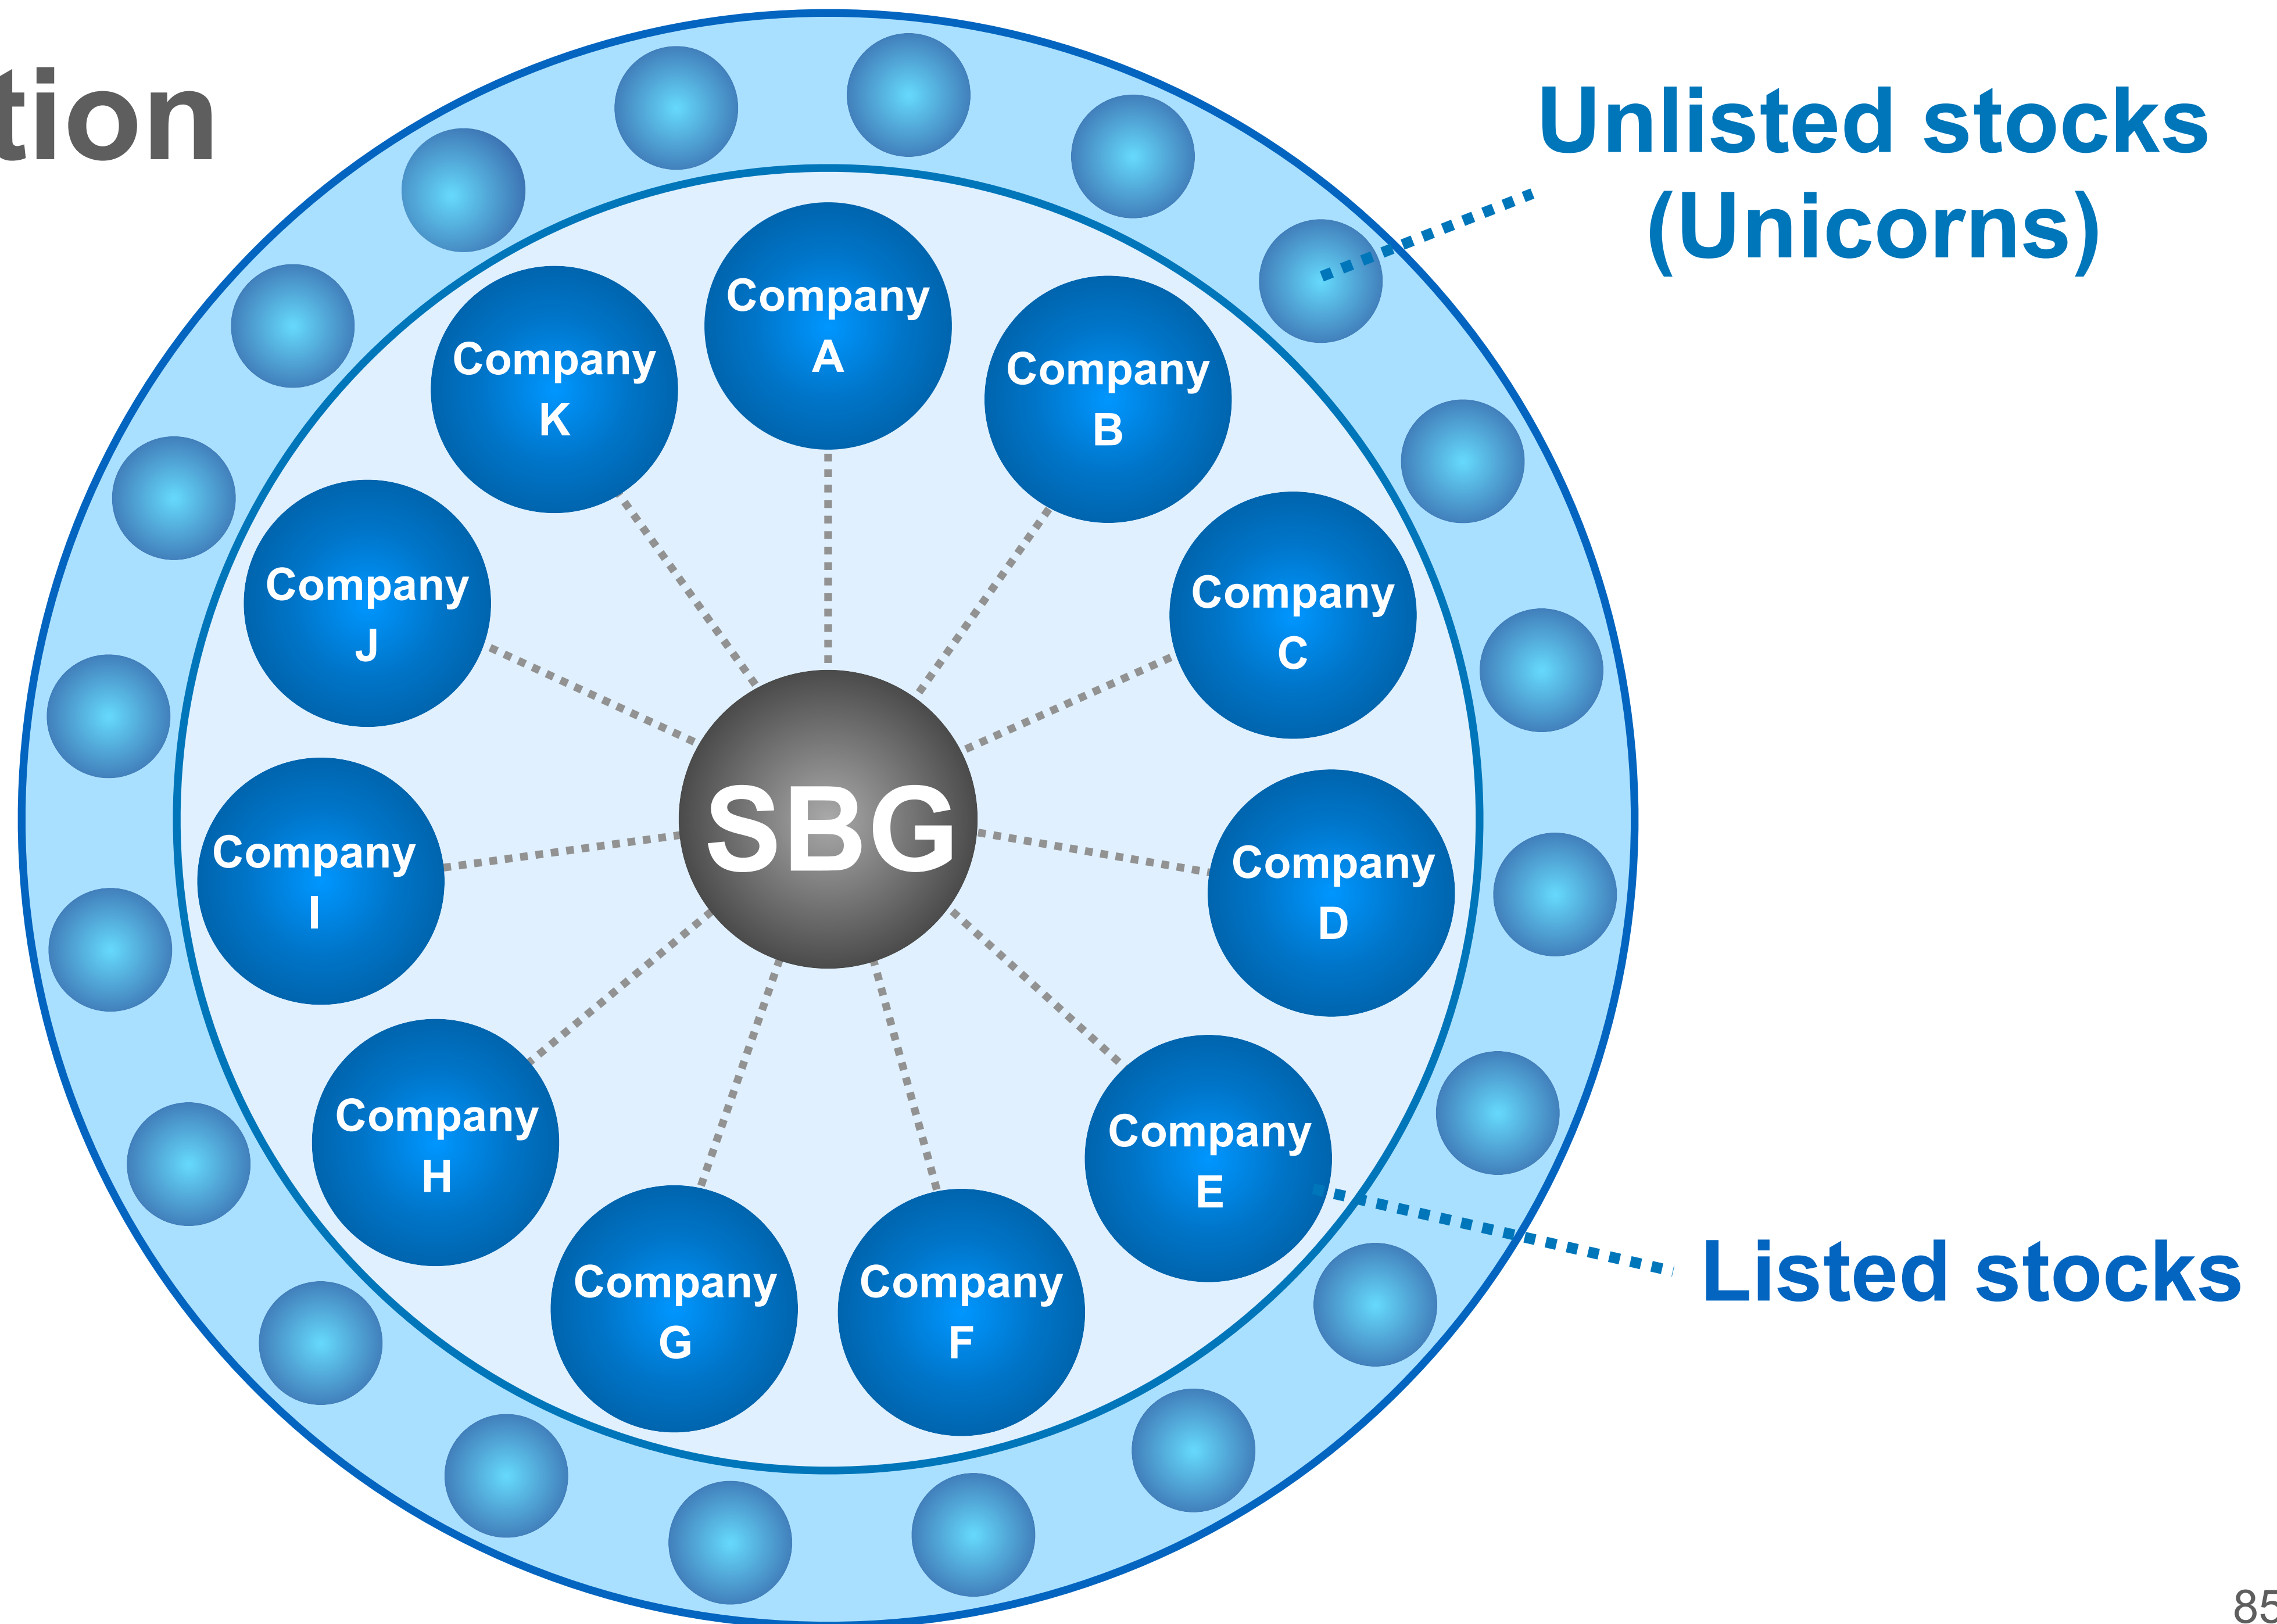 tion
Unlisted stocks
(Unicorns)
Company
A
Company
B
Company
C
Company
D
Company
E
Company
F
Company
G
Company
H
Company
I
Company
J
Company
K
SBG
Listed stocks
85